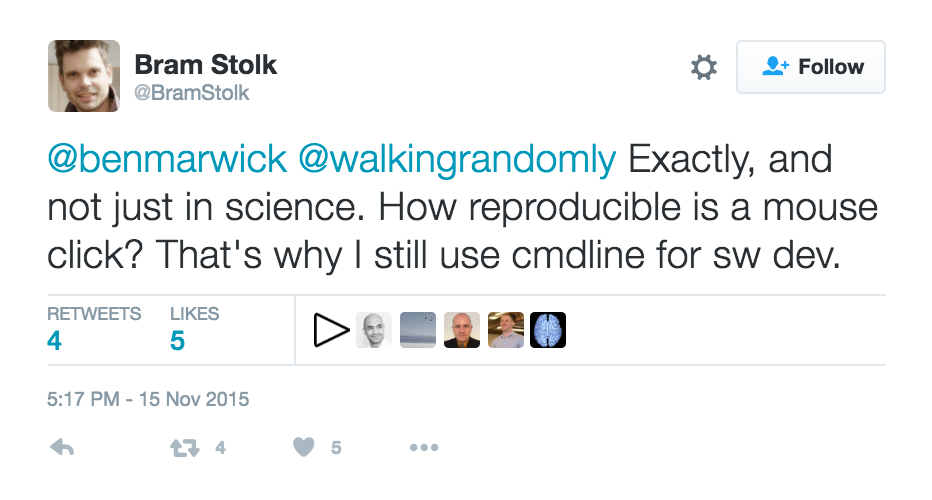 Bram Stolk
@BramStolk
Follow
@benmarwick @walkingrandomly Exactly, and
not just in science. How reproducible is a mouse
click? That's why I still use cmdline for sw dev.
RETWEETS LIKES
4 5
5:17 PM - 15 Nov 2015
4 5